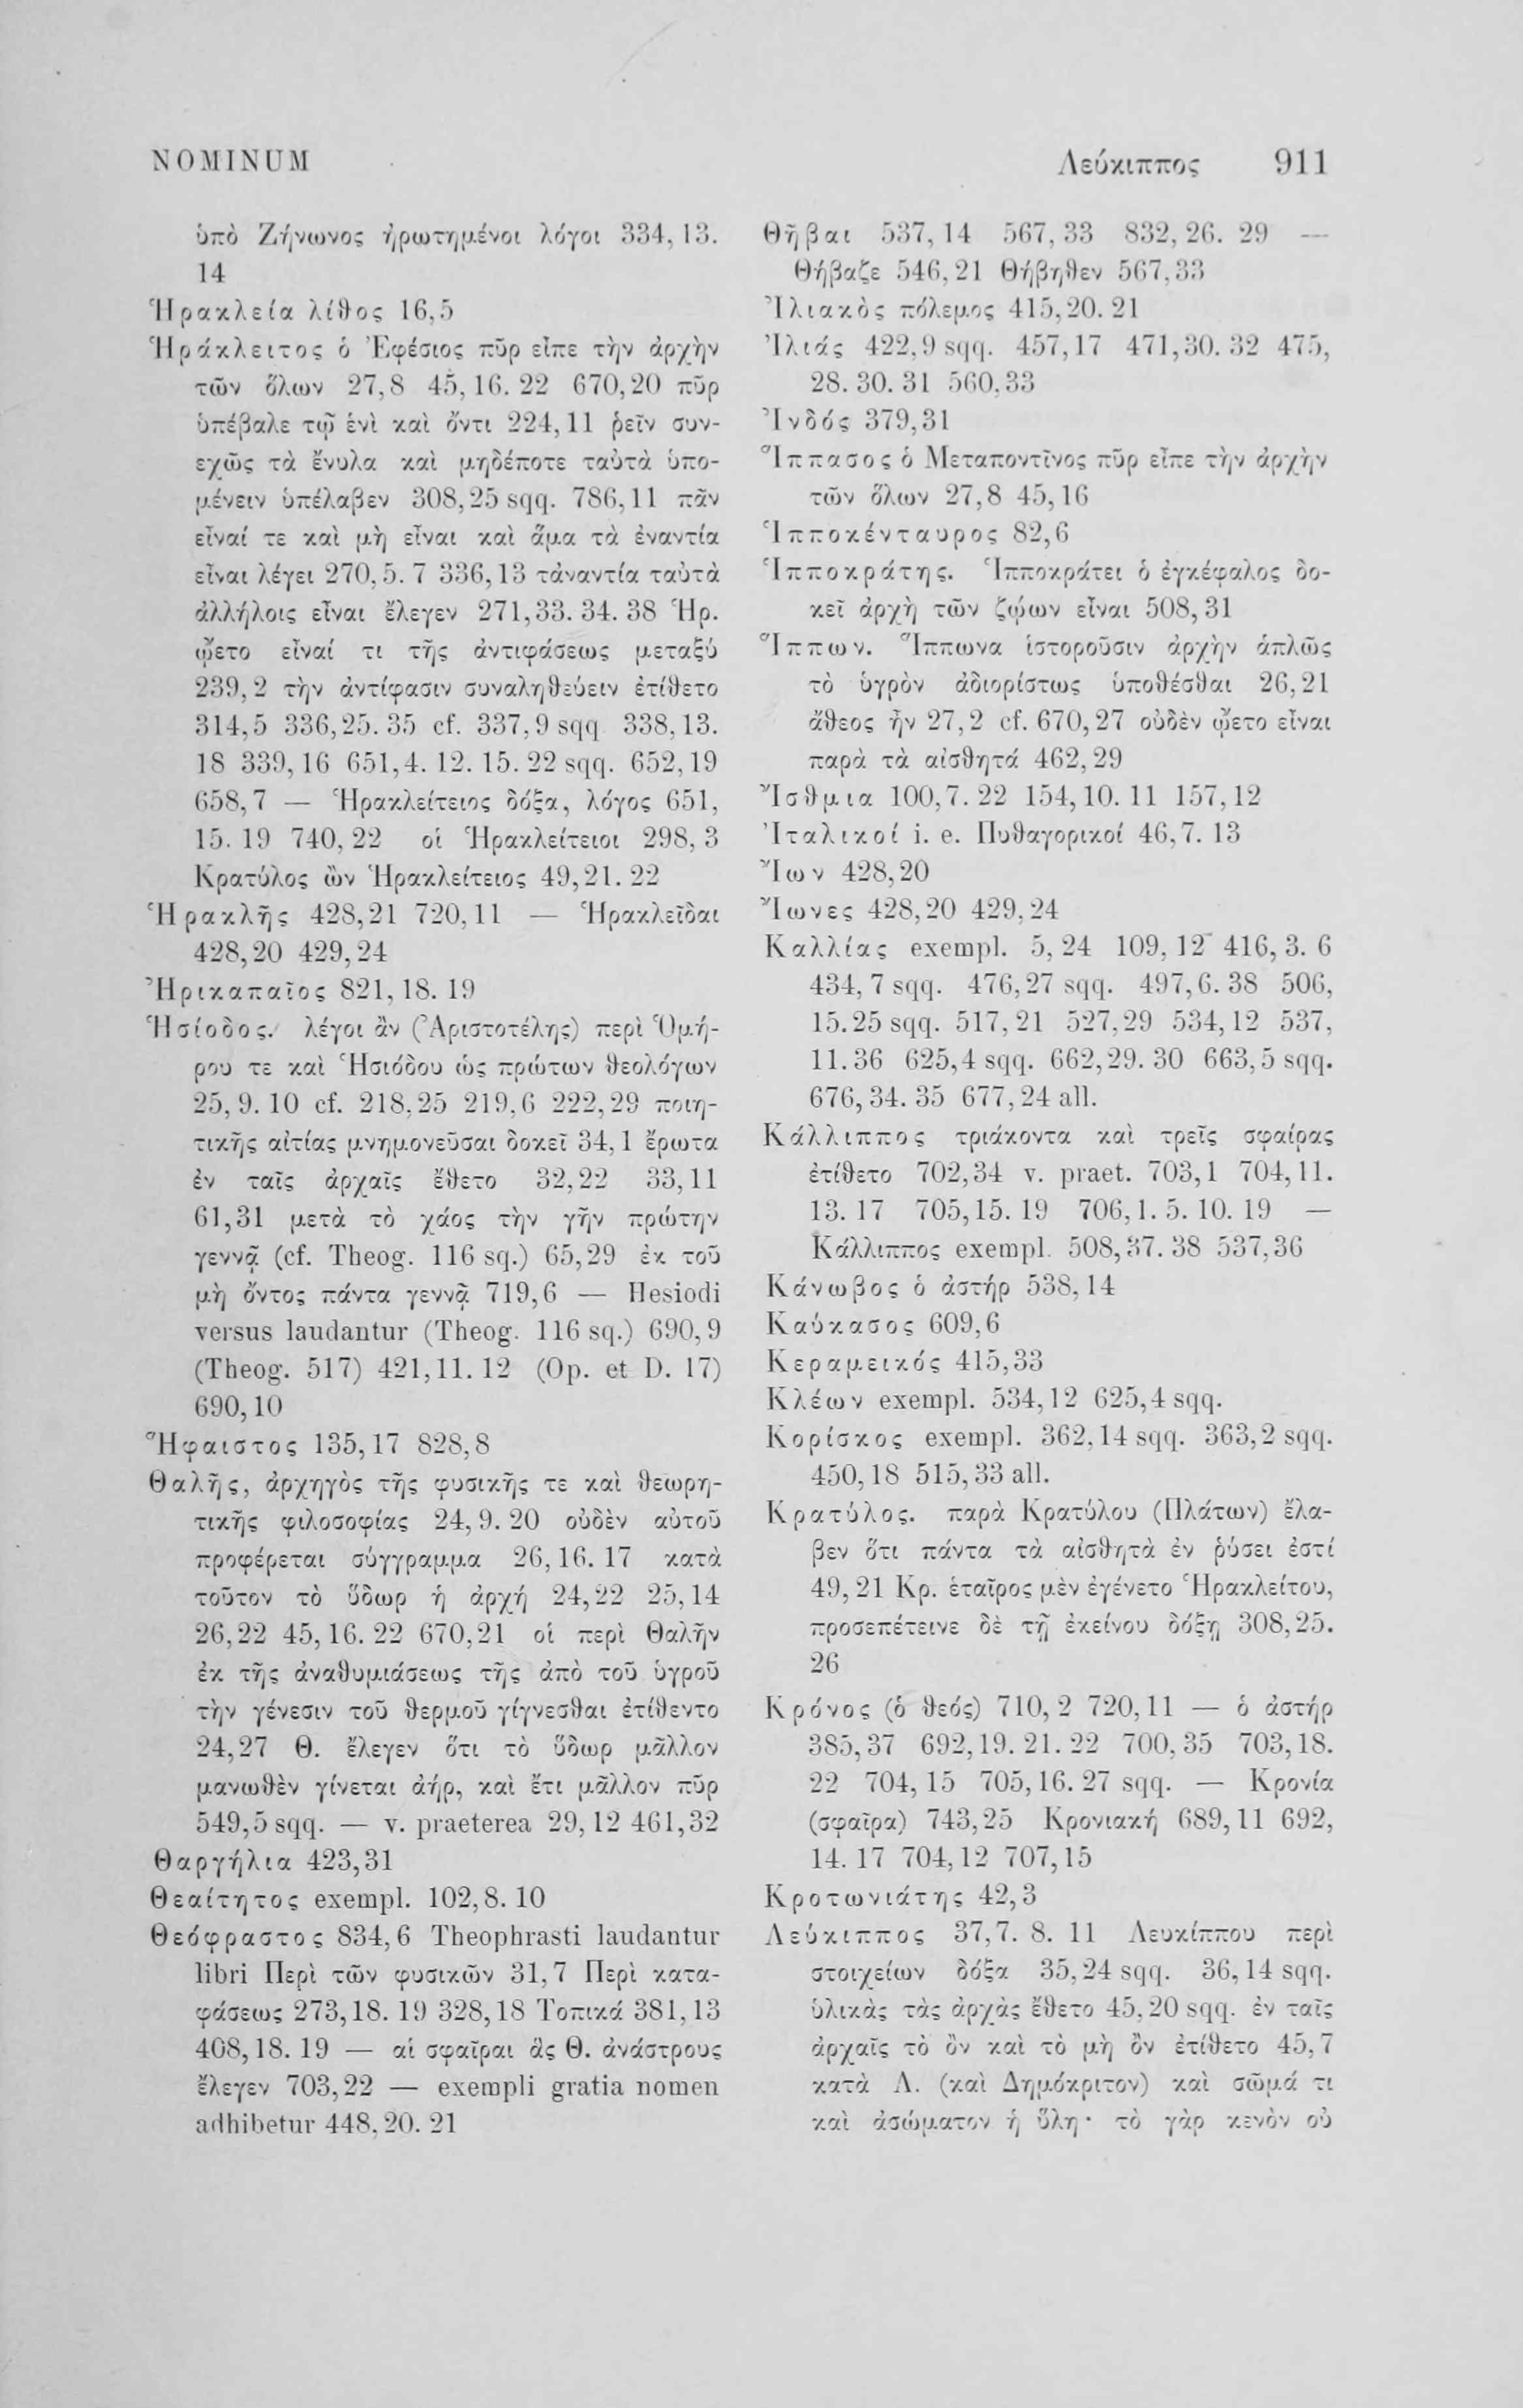 NOMINUM
Λεύκιππος 911
ὑπὸ Ζήνωνος ἠρωτημένοι λόγοι 334,13.
14
Ἡρακλεία λίθος 16,5
Ἡράκλειτος ὁ Ἐφέσιος πῦρ εἶπε τὴν ἀρχὴν
τῶν ὅλων 27,8 45,16. 22 670,20 πῦρ
ὑπέβαλε τῷ ἑνὶ καὶ ὄντι 224,11 ῥεῖν συν-
εχῶς τὰ ἔνυλα καὶ μηδέποτε ταὐτὰ ὑπο-
μένειν ὑπέλαβεν 308,25 sqq. 786,11 πᾶν
εἶναί τε καὶ μὴ εἶναι καὶ ἅμα τὰ ἐναντία
εἶναι λέγει 270,5. 7 336,13 τἀναντία ταὐτὰ
ἀλλήλοις εἶναι ἔλεγεν 271,33. 34. 38 Ἡρ.
ᾤετο εἶναί τι τῆς ἀντιφάσεως μεταξύ
239,2 τὴν ἀντίφασιν συναληθεύειν ἐτίθετο
314,5 336,25. 35 cf. 337,9 sqq 338,13.
18 339,16 651,4. 12. 15. 22 sqq. 652,19
658,7 — Ἡρακλείτειος δόξα, λόγος 651,
15. 19 740,22 οἱ Ἡρακλείτειοι 298,3
Κρατύλος ὢν Ἡρακλείτειος 49,21. 22
Ἡρακλῆς 428,21 720,11 — Ἡρακλεῖδαι
428,20 429,24
Ἠρικαπαῖος 821,18. 19
Ἡσίοδος. λέγοι ἂν (Ἀριστοτέλης) περὶ Ὁμή-
ρου τε καὶ Ἡσιόδου ὡς πρώτων θεολόγων
25,9. 10 cf. 218,25 219,6 222,29 ποιη-
τικῆς αἰτίας μνημονεῦσαι δοκεῖ 34,1 ἔρωτα
ἐν ταῖς ἀρχαῖς ἔθετο 32,22 33,11
61,31 μετὰ τὸ χάος τὴν γῆν πρώτην
γεννᾷ (cf. Theog. 116 sq.) 65,29 ἐκ τοῦ
μὴ ὄντος πάντα γεννᾷ 719,6 — Hesiodi
versus laudantur (Theog. 116 sq.) 690,9
(Theog. 517) 421,11. 12 (Op. et D. 17)
690,10
Ἥφαιστος 135,17 828,8
Θαλῆς, ἀρχηγὸς τῆς φυσικῆς τε καὶ θεωρη-
τικῆς φιλοσοφίας 24,9. 20 οὐδὲν αὐτοῦ
προφέρεται σύγγραμμα 26,16. 17 κατὰ
τοῦτον τὸ ὕδωρ ἡ ἀρχή 24,22 25,14
26,22 45,16. 22 670,21 οἱ περὶ Θαλῆν
ἐκ τῆς ἀναθυμιάσεως τῆς ἀπὸ τοῦ ὑγροῦ
τὴν γένεσιν τοῦ θερμοῦ γίγνεσθαι ἐτίθεντο
24,27 Θ. ἔλεγεν ὅτι τὸ ὕδωρ μᾶλλον
μανωθὲν γίνεται ἀήρ, καὶ ἔτι μᾶλλον πῦρ
549,5 sqq. — v. praeterea 29,12 461,32
Θαργήλια 423,31
Θεαίτητος exempl. 102,8. 10
Θεόφραστος 834,6 Theophrasti laudantur
libri Περὶ τῶν φυσικῶν 31,7 Περὶ κατα-
φάσεως 273,18. 19 328,18 Τοπικά 381,13
408,18. 19 — αἱ σφαῖραι ἃς Θ. ἀνάστρους
ἔλεγεν 703,22 — exempli gratia nomen
adhibetur 448,20. 21
Θῆβαι 537,14 567,33 832,26. 29 —
Θήβαζε 546,21 Θήβηθεν 567,33
Ἰλιακὸς πόλεμος 415,20. 21
Ἰλιάς 422,9 sqq. 457,17 471,30. 32 475,
28. 30. 31 560,33
Ἰνδός 379,31
Ἵππασος ὁ Μεταποντῖνος πῦρ εἶπε τὴν ἀρχὴν
τῶν ὅλων 27,8 45,16
Ἱπποκένταυρος 82,6
Ἱπποκράτης. Ἱπποκράτει ὁ ἐγκέφαλος δο-
κεῖ ἀρχὴ τῶν ζῴων εἶναι 508,31
Ἵππων. Ἵππωνα ἱστοροῦσιν ἀρχὴν ἁπλῶς
τὸ ὑγρὸν ἀδιορίστως ὑποθέσθαι 26,21
ἄθεος ἦν 27,2 cf. 670,27 οὐδὲν ᾤετο εἶναι
παρὰ τὰ αἰσθητά 462,29
Ἴσθμια 100,7. 22 154,10. 11 157,12
Ἰταλικοί i. e. Πυθαγορικοί 46,7. 13
Ἴων 428,20
Ἴωνες 428,20 429,24
Καλλίας exempl. 5,24 109,12 416,3. 6
434,7 sqq. 476,27 sqq. 497,6. 38 506,
15. 25 sqq. 517,21 527,29 534,12 537,
11. 36 625,4 sqq. 662,29. 30 663,5 sqq.
676,34. 35 677,24 all.
Κάλλιππος τριάκοντα καὶ τρεῖς σφαίρας
ἐτίθετο 702,34 v. praet. 703,1 704,11.
13. 17 705,15. 19 706,1. 5. 10. 19 —
Κάλλιππος exempl. 508,37. 38 537,36
Κάνωβος ὁ ἀστήρ 538,14
Καύκασος 609,6
Κεραμεικός 415,33
Κλέων exempl. 534,12 625,4 sqq.
Κορίσκος exempl. 362,14 sqq. 363,2 sqq.
450,18 515,33 all.
Κρατύλος. παρὰ Κρατύλου (Πλάτων) ἔλα-
βεν ὅτι πάντα τὰ αἰσθητὰ ἐν ῥύσει ἐστί
49,21 Κρ. ἑταῖρος μὲν ἐγένετο Ἡρακλείτου,
προσεπέτεινε δὲ τῇ ἐκείνου δόξῃ 308,25.
26
Κρόνος (ὁ θεός) 710,2 720,11 — ὁ ἀστήρ
385,37 692,19. 21. 22 700,35 703,18.
22 704,15 705,16. 27 sqq. — Κρονία
(σφαῖρα) 743,25 Κρονιακή 689,11 692,
14. 17 704,12 707,15
Κροτωνιάτης 42,3
Λεύκιππος 37,7. 8. 11 Λευκίππου περὶ
στοιχείων δόξα 35,24 sqq. 36,14 sqq.
ὑλικὰς τὰς ἀρχὰς ἔθετο 45,20 sqq. ἐν ταῖς
ἀρχαῖς τὸ ὂν καὶ τὸ μὴ ὂν ἐτίθετο 45,7
κατὰ Λ. (καὶ Δημόκριτον) καὶ σῶμά τι
καὶ ἀσώματον ἡ ὕλη· τὸ γὰρ κενὸν οὐ